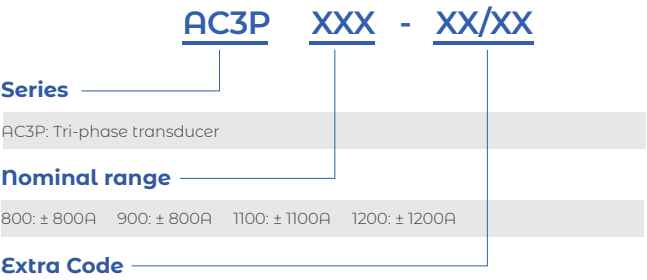 AC3P XXX - XX/XX
Series
AC3P: Tri-phase transducer
Nominal range
800: ± 800A 900: ± 800A 1100: ± 1100A 1200: ± 1200A
Extra Code